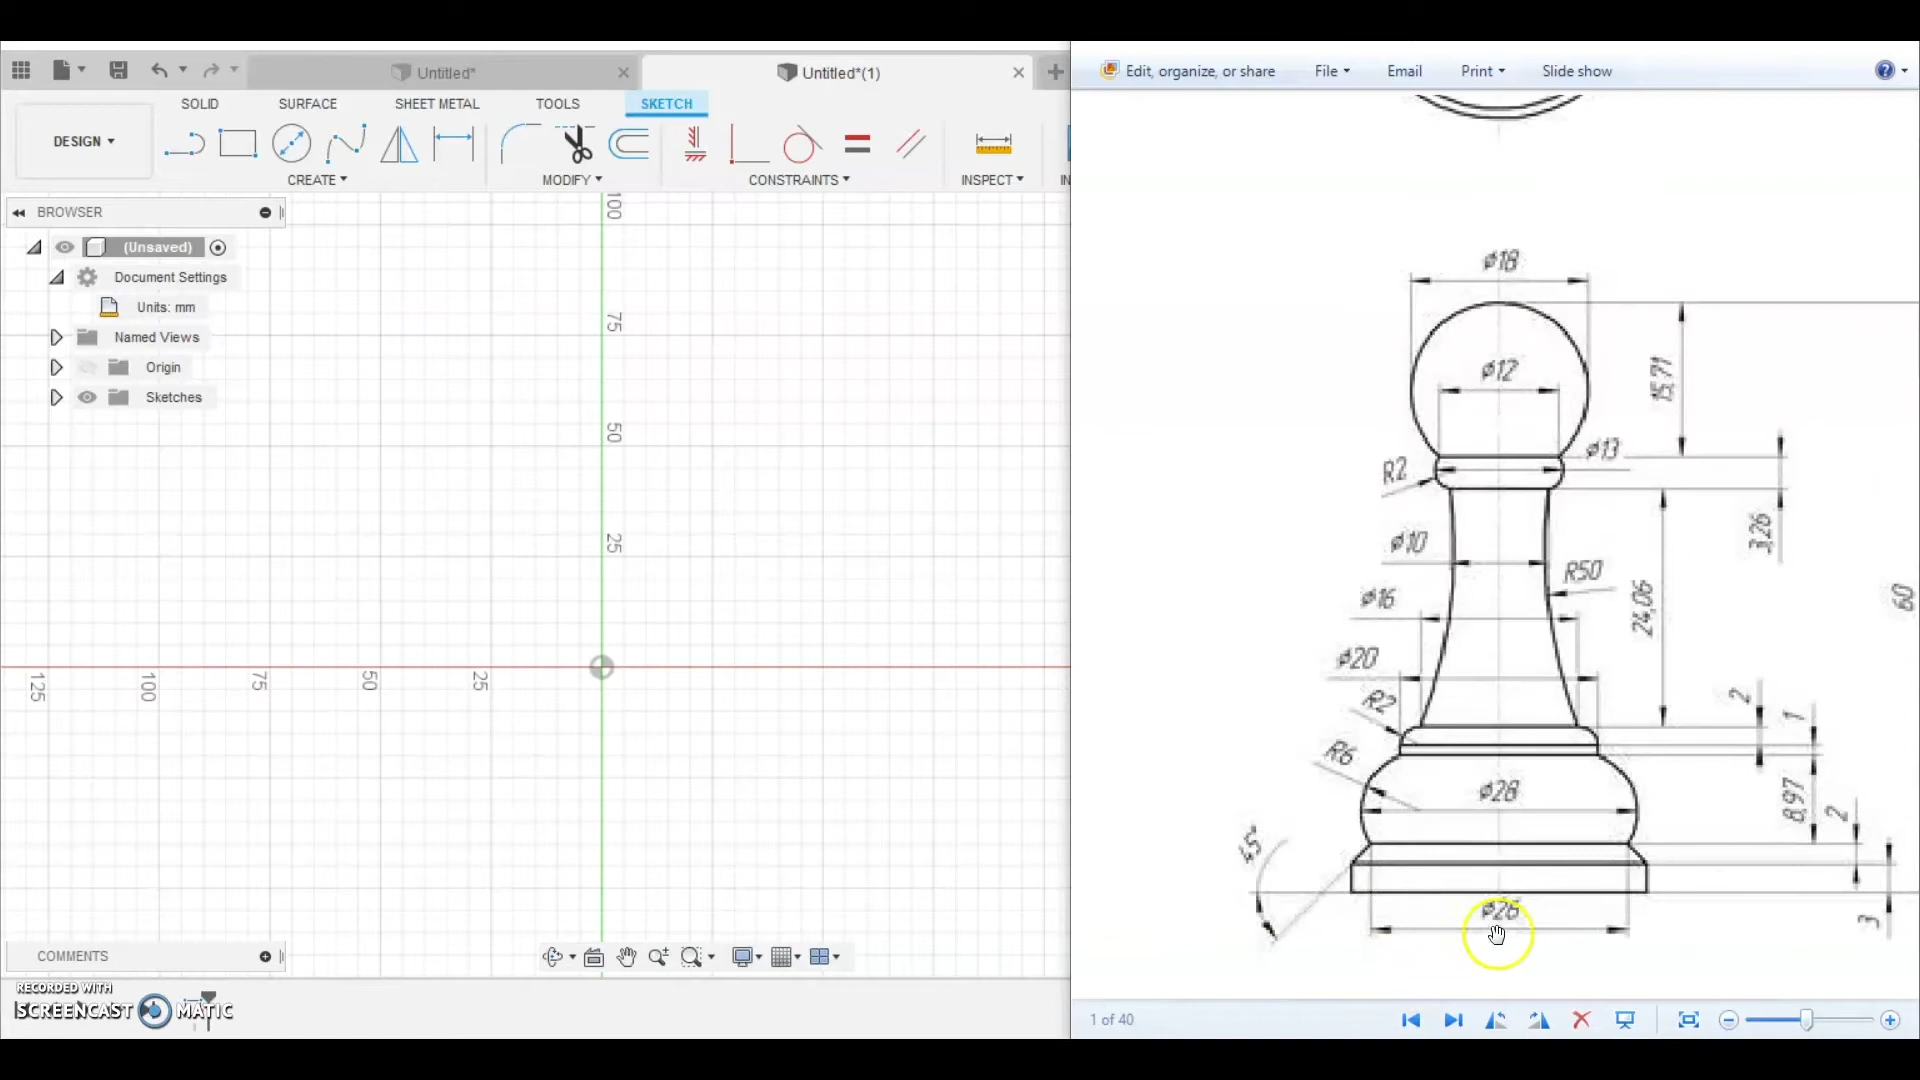 Untitled*
Untitled*(1)
SOLID SURFACE SHEET METAL TOOLS SKETCH
DESIGN
CREATE MODIFY CONSTRAINTS INSPECT IN
BROWSER
(Unsaved)
Document Settings
Units: mm
Named Views
Origin
Sketches
100
75
50
25
125 100 75 50 25
COMMENTS
RECORDED WITH
SCREENCAST MATIC
Edit, organize, or share File Email Print Slide show
ø18
ø12
15,71
ø13
R2
3,26
ø10
R50
ø16
24,06
60
ø20
R2
2
1
R6
ø28
8,97
2
45°
ø26
3
1 of 40